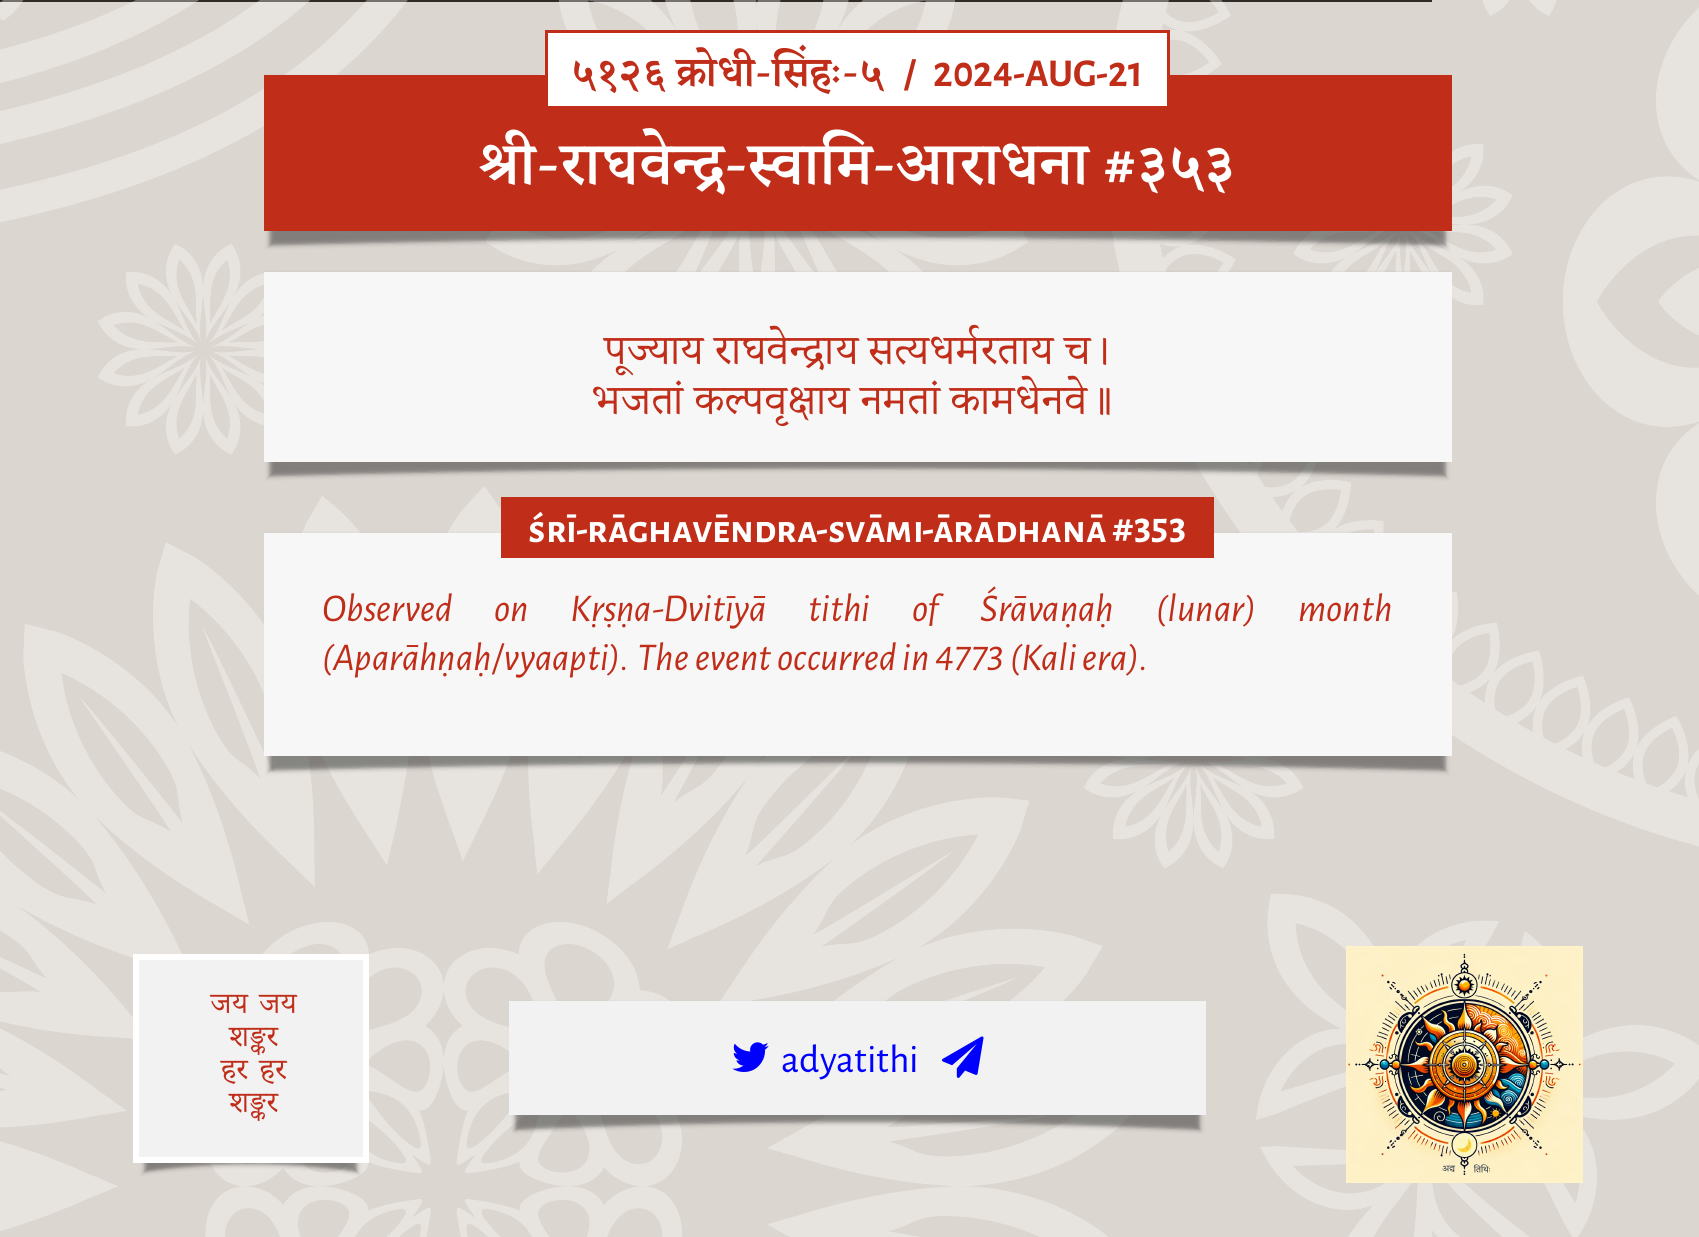 ५१२६ क्रोधी-सिंहः-५ / 2024-AUG-21
श्री-राघवेन्द्र-स्वामि-आराधना #३५३
पूज्याय राघवेन्द्राय सत्यधर्मरताय च।
भजतां कल्पवृक्षाय नमतां कामधेनवे॥
ŚRĪ-RĀGHAVĒNDRA-SVĀMI-ĀRĀDHANĀ #353
Observed on Kṛṣṇa-Dvitīyā tithi of Śrāvaṇaḥ (lunar) month
(Aparāhṇaḥ/vyaapti). The event occurred in 4773 (Kali era).
जय जय
शङ्कर
हर हर
शङ्कर
adyatithi
अद्य तिथिः